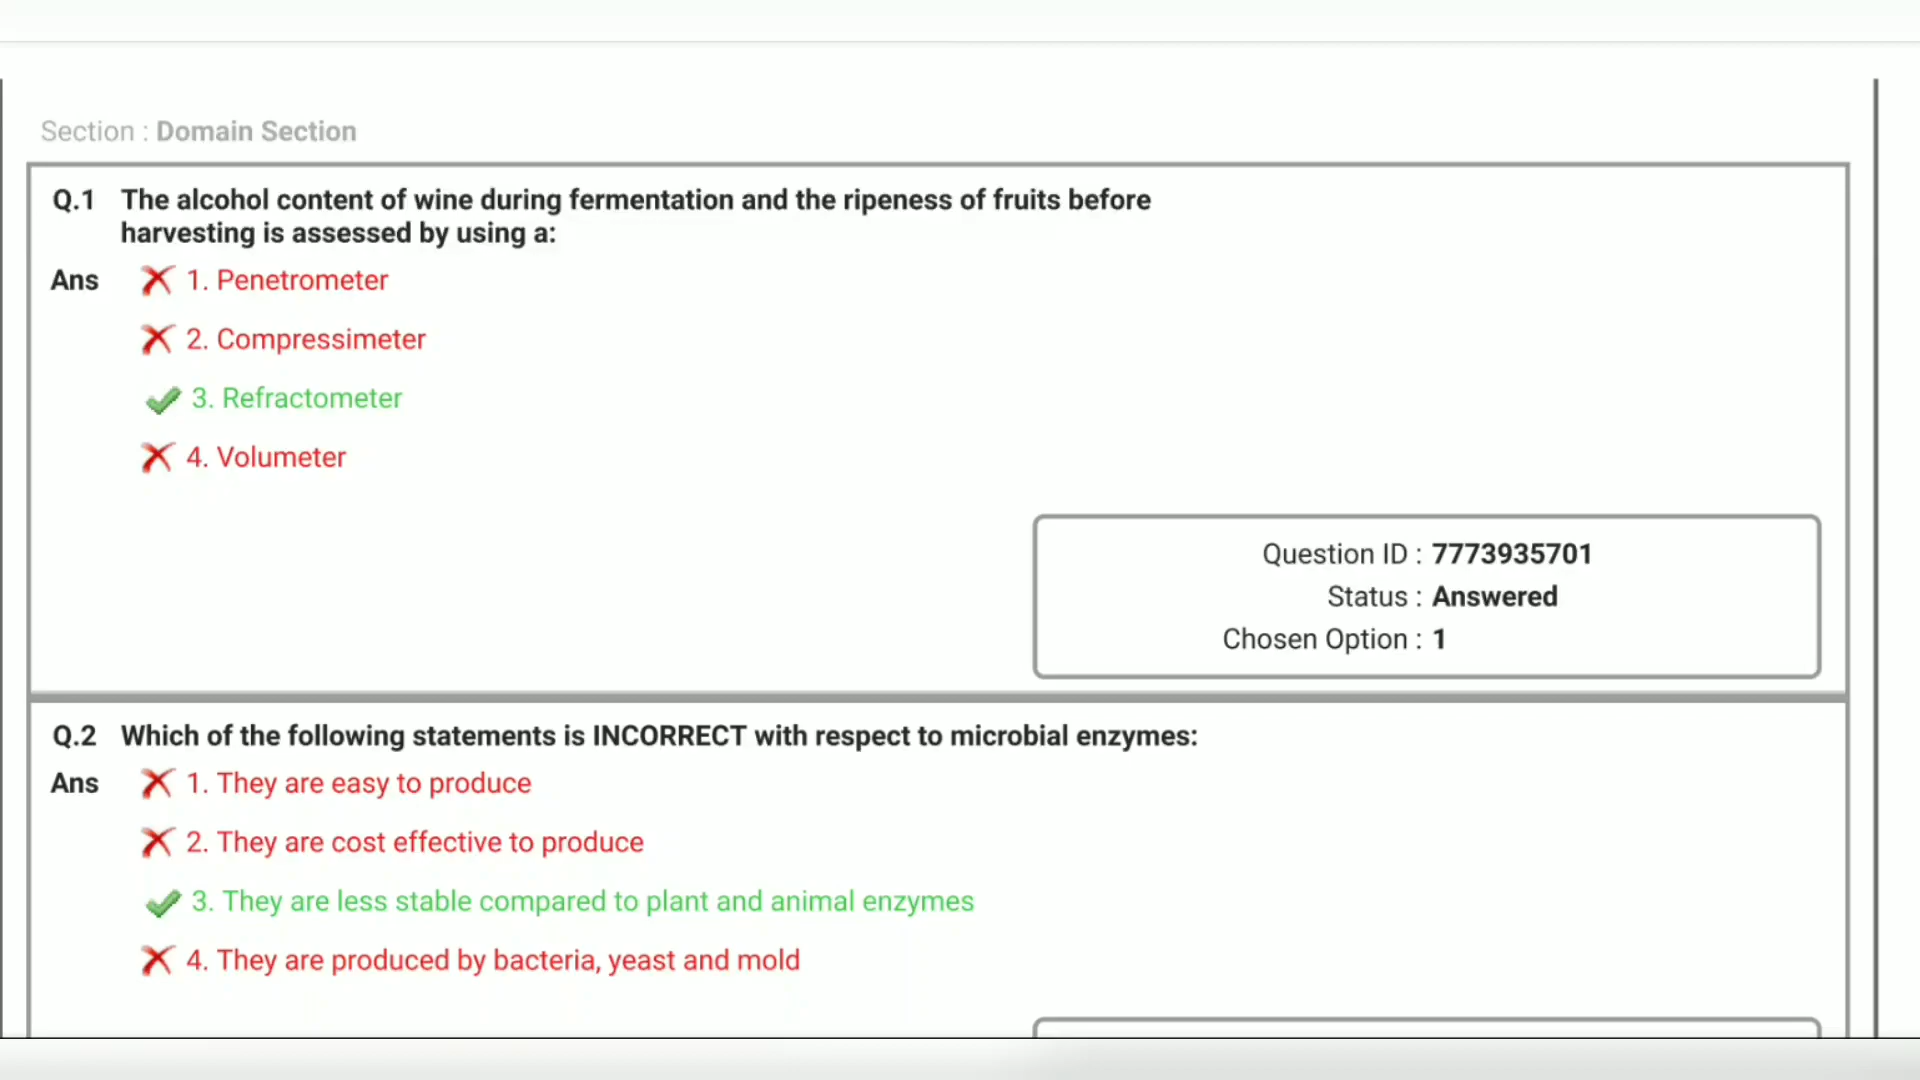 Section : Domain Section
Q.1 The alcohol content of wine during fermentation and the ripeness of fruits before
harvesting is assessed by using a:
Ans 1. Penetrometer
2. Compressimeter
3. Refractometer
4. Volumeter
Question ID : 7773935701
Status : Answered
Chosen Option : 1
Q.2 Which of the following statements is INCORRECT with respect to microbial enzymes:
Ans 1. They are easy to produce
2. They are cost effective to produce
3. They are less stable compared to plant and animal enzymes
4. They are produced by bacteria, yeast and mold